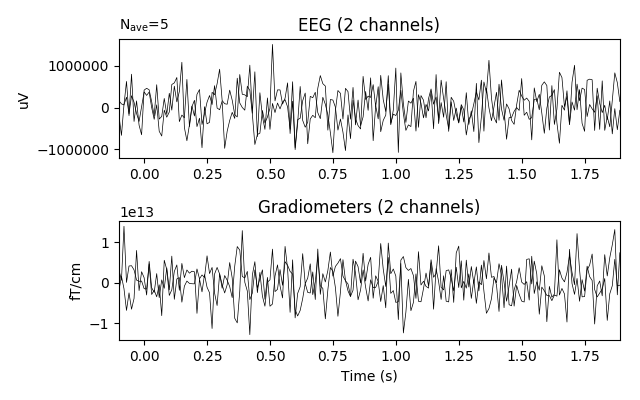 N_ave=5
EEG (2 channels)
uV
1000000
0
−1000000
0.00 0.25 0.50 0.75 1.00 1.25 1.50 1.75
Gradiometers (2 channels)
1e13
fT/cm
1
0
−1
0.00 0.25 0.50 0.75 1.00 1.25 1.50 1.75
Time (s)